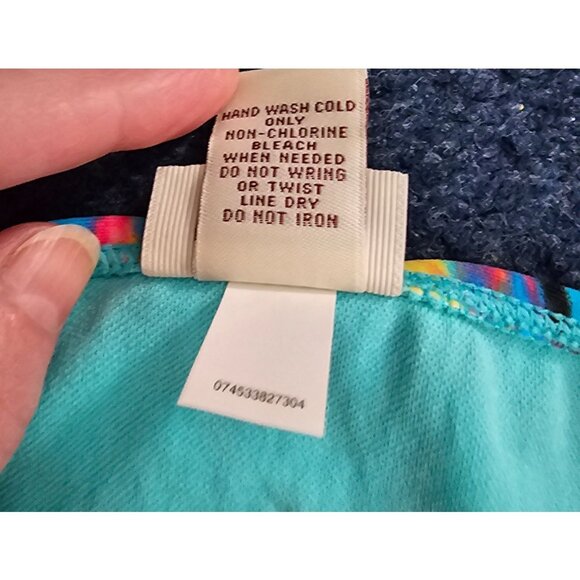 HAND WASH COLD
ONLY
NON-CHLORINE
BLEACH
WHEN NEEDED
DO NOT WRING
OR TWIST
LINE DRY
DO NOT IRON
074533827304